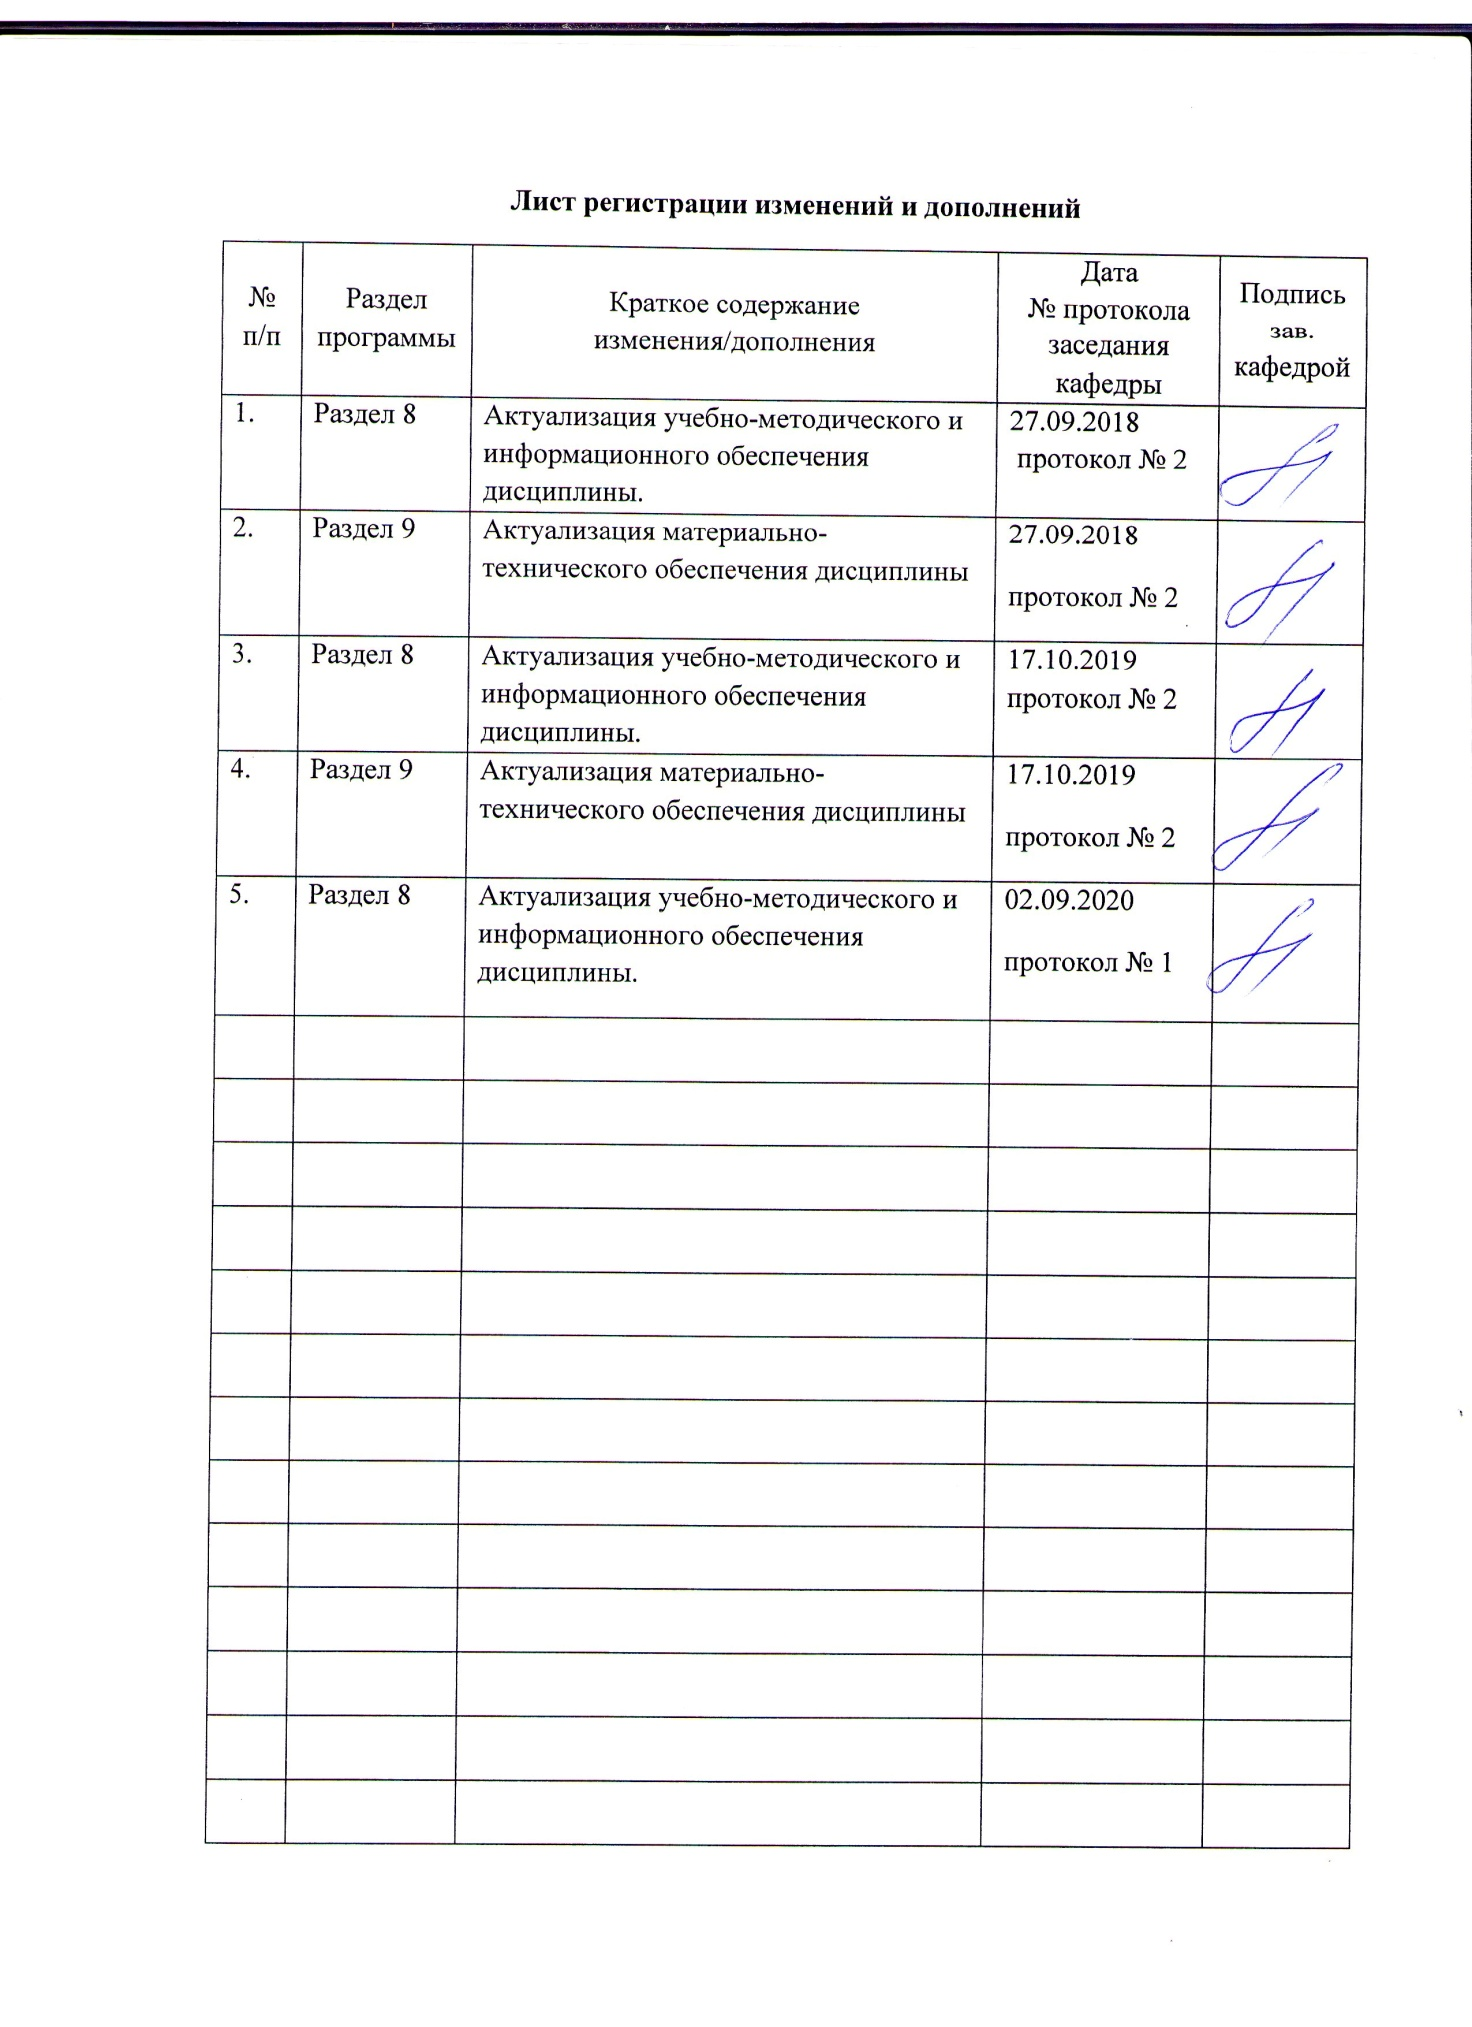 Лист регистрации изменений и дополнений
№
п/п
Раздел
программы
Краткое содержание
изменения/дополнения
Дата
№ протокола
заседания
кафедры
Подпись
зав.
кафедрой
1.
Раздел 8
Актуализация учебно-методического и
информационного обеспечения
дисциплины.
27.09.2018
протокол № 2
2.
Раздел 9
Актуализация материально-
технического обеспечения дисциплины
27.09.2018
протокол № 2
3.
Раздел 8
Актуализация учебно-методического и
информационного обеспечения
дисциплины.
17.10.2019
протокол № 2
4.
Раздел 9
Актуализация материально-
технического обеспечения дисциплины
17.10.2019
протокол № 2
5.
Раздел 8
Актуализация учебно-методического и
информационного обеспечения
дисциплины.
02.09.2020
протокол № 1